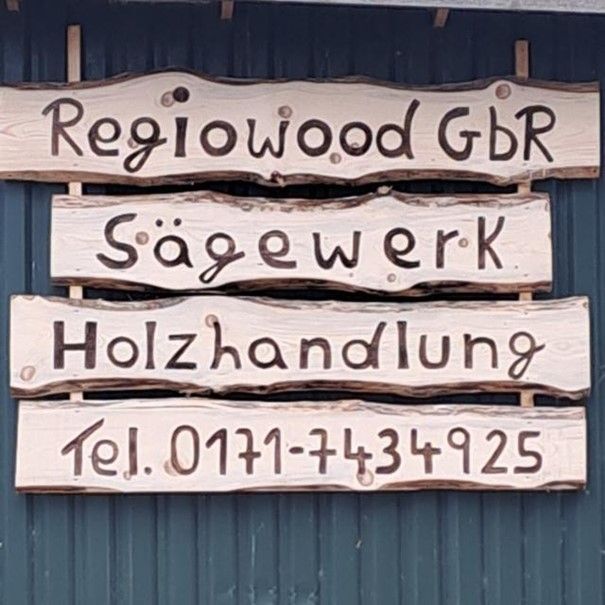 Regiowood GbR
Sägewerk
Holzhandlung
Tel. 0171-7434925